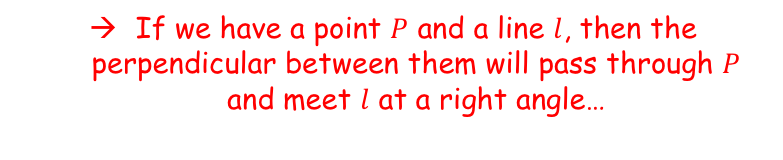 → If we have a point P and a line l, then the
perpendicular between them will pass through P
and meet l at a right angle…